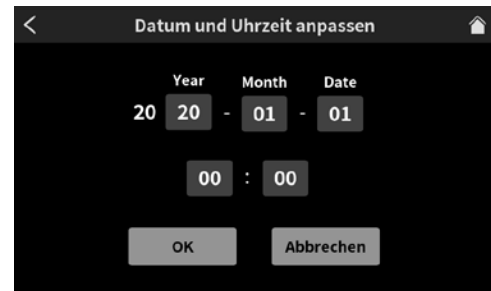 Datum und Uhrzeit anpassen
Year Month Date
20 20 - 01 - 01
00 : 00
OK Abbrechen